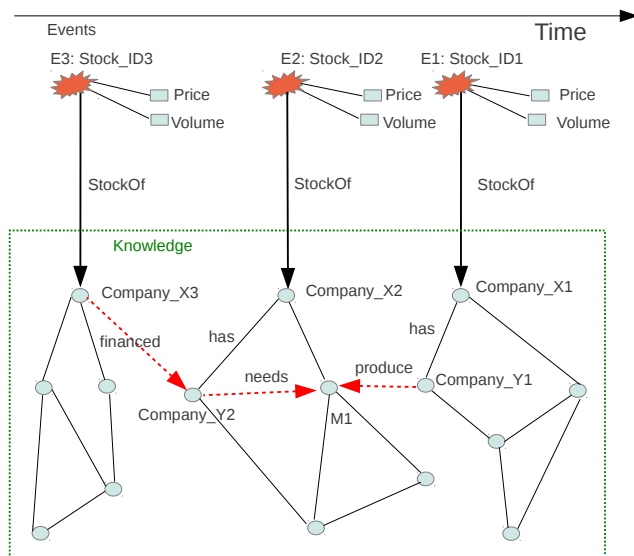 Events
Time
E3: Stock_ID3
E2: Stock_ID2
E1: Stock_ID1
Price
Price
Price
Volume
Volume
Volume
StockOf
StockOf
StockOf
Knowledge
Company_X3
Company_X2
Company_X1
financed
has
has
needs
produce
Company_Y1
Company_Y2
M1